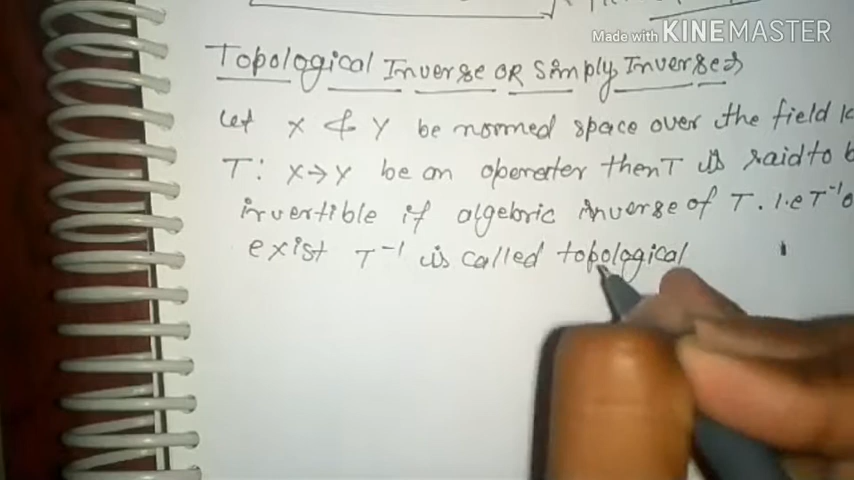 Made with KINEMASTER
Topological Inverse OR Simply Inverses
Let X & Y be normed space over the field K
T: X→Y be an operater then T is said to b
invertible if algebric inverse of T. i.e T⁻¹
exist T⁻¹ is called topological